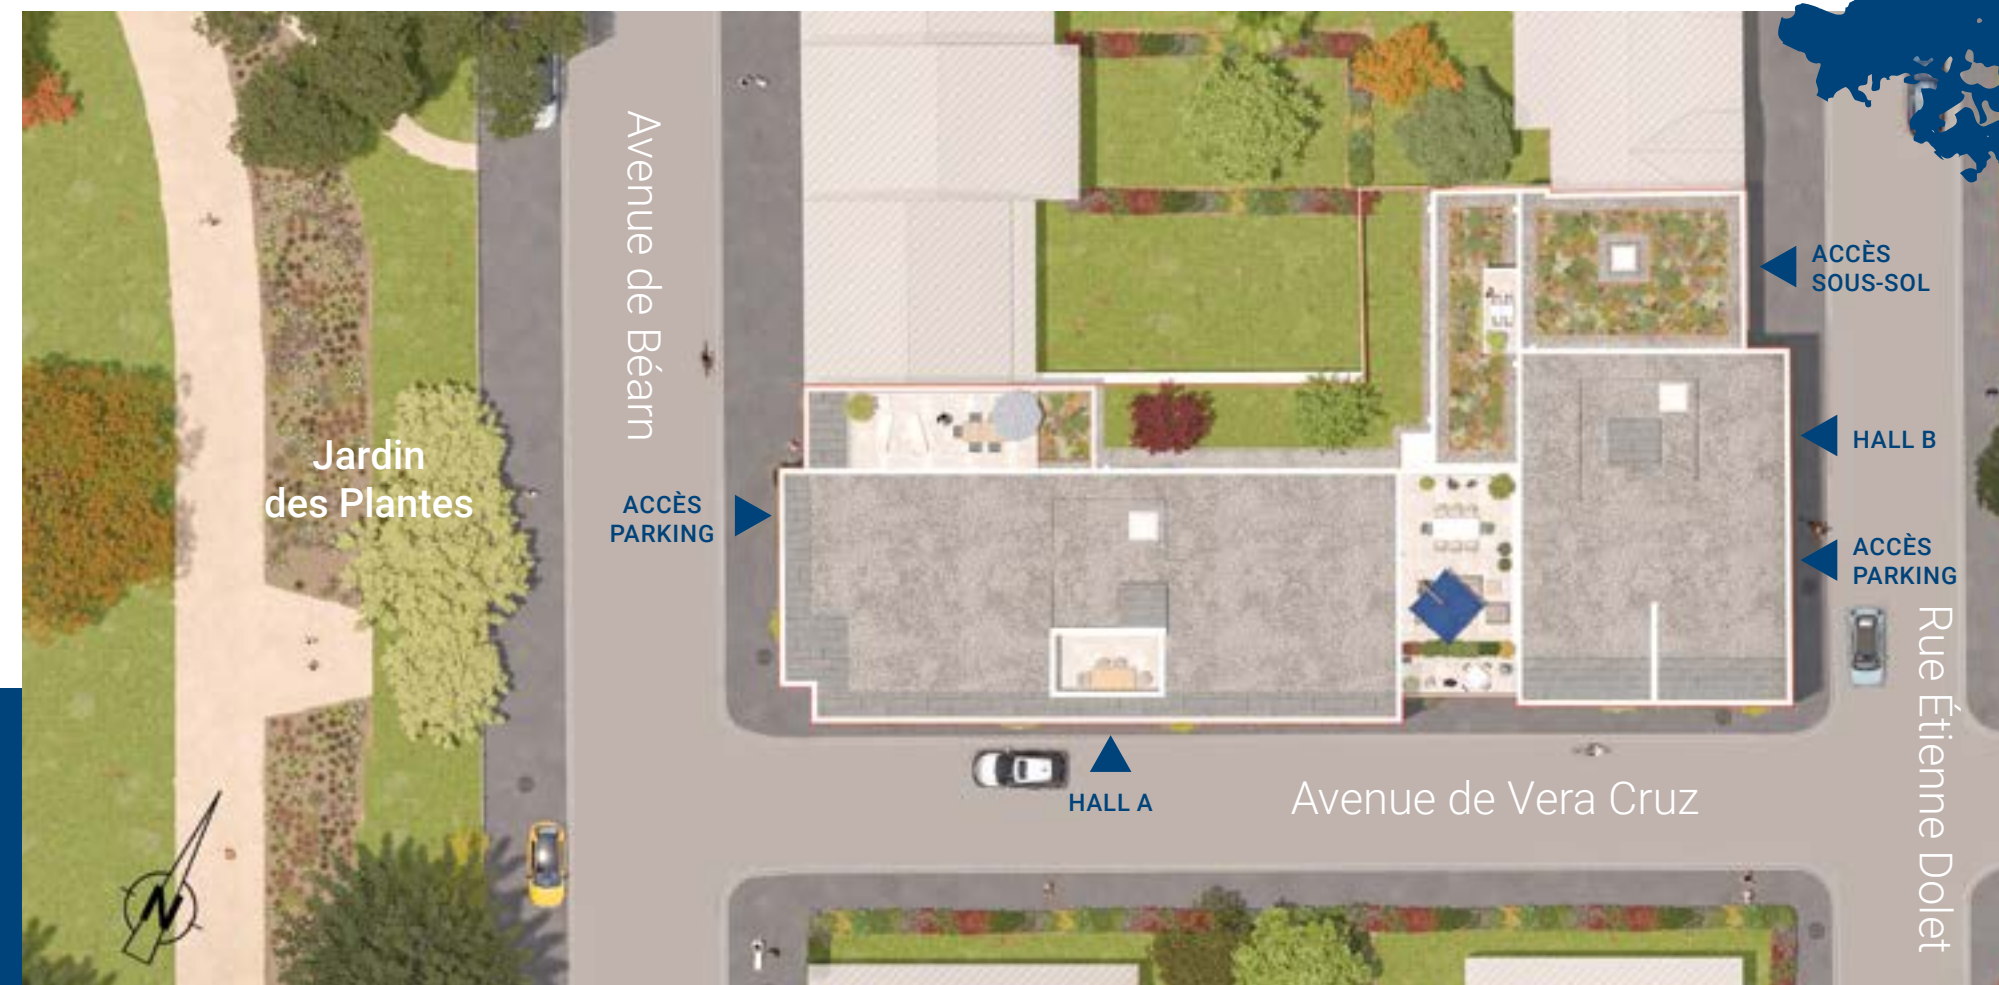 Avenue de Béarn
ACCÈS
SOUS-SOL
HALL B
Jardin
des Plantes
ACCÈS
PARKING
ACCÈS
PARKING
Rue Étienne Dolet
HALL A
Avenue de Vera Cruz
N